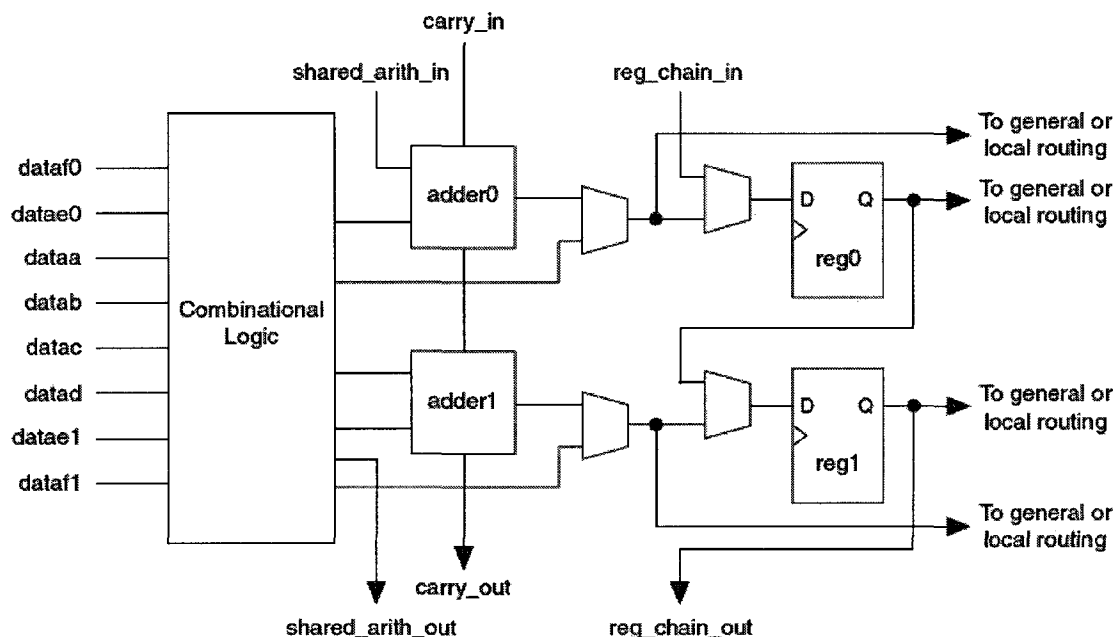 carry_in
shared_arith_in
reg_chain_in
dataf0
datae0
dataa
datab
datac
datad
datae1
dataf1
Combinational
Logic
adder0
adder1
D Q
reg0
D Q
reg1
To general or
local routing
To general or
local routing
To general or
local routing
To general or
local routing
carry_out
shared_arith_out
reg_chain_out